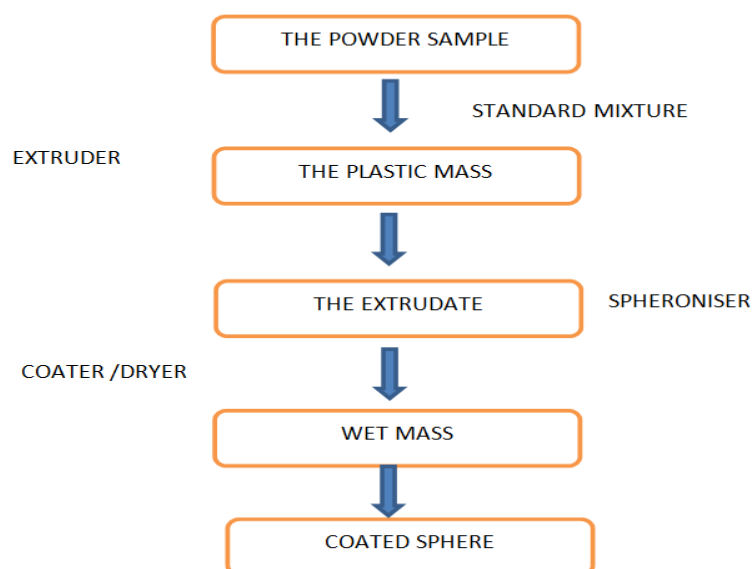 THE POWDER SAMPLE
STANDARD MIXTURE
EXTRUDER
THE PLASTIC MASS
THE EXTRUDATE
SPHERONISER
COATER /DRYER
WET MASS
COATED SPHERE